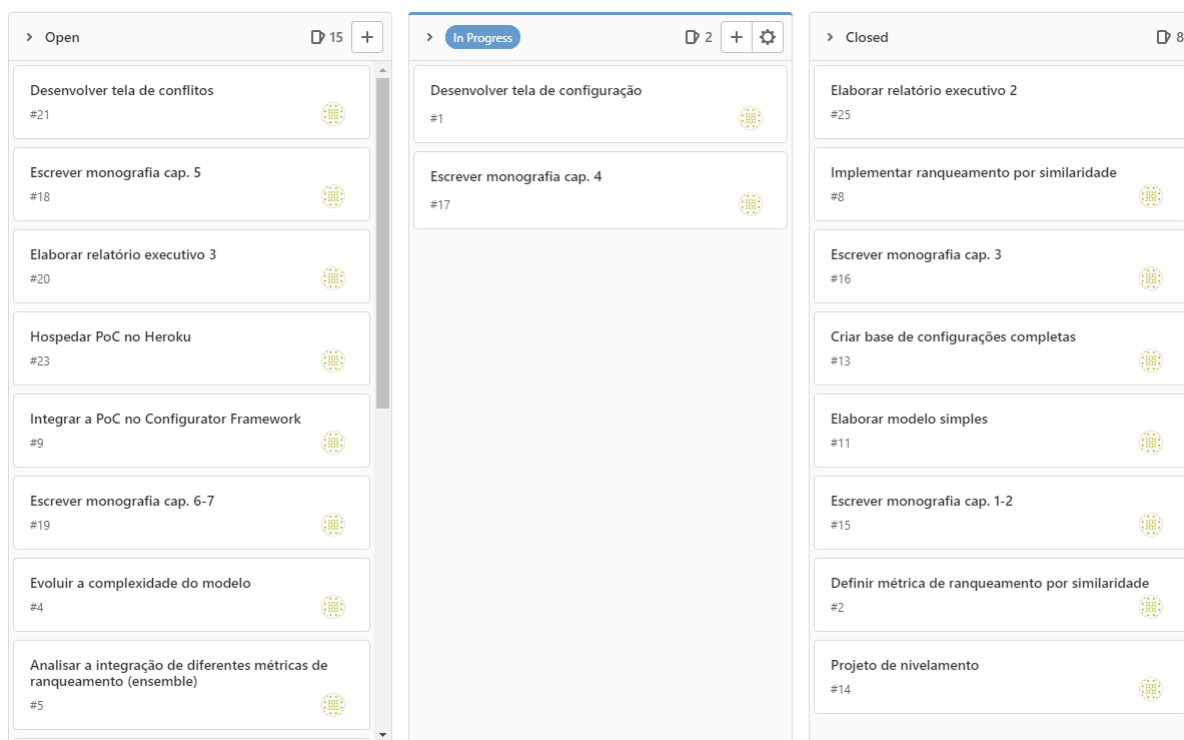 Open
15
Desenvolver tela de conflitos
#21
Escrever monografia cap. 5
#18
Elaborar relatório executivo 3
#20
Hospedar PoC no Heroku
#23
Integrar a PoC no Configurator Framework
#9
Escrever monografia cap. 6-7
#19
Evoluir a complexidade do modelo
#4
Analisar a integração de diferentes métricas de
ranqueamento (ensemble)
#5
In Progress
2
Desenvolver tela de configuração
#1
Escrever monografia cap. 4
#17
Closed
8
Elaborar relatório executivo 2
#25
Implementar ranqueamento por similaridade
#8
Escrever monografia cap. 3
#16
Criar base de configurações completas
#13
Elaborar modelo simples
#11
Escrever monografia cap. 1-2
#15
Definir métrica de ranqueamento por similaridade
#2
Projeto de nivelamento
#14